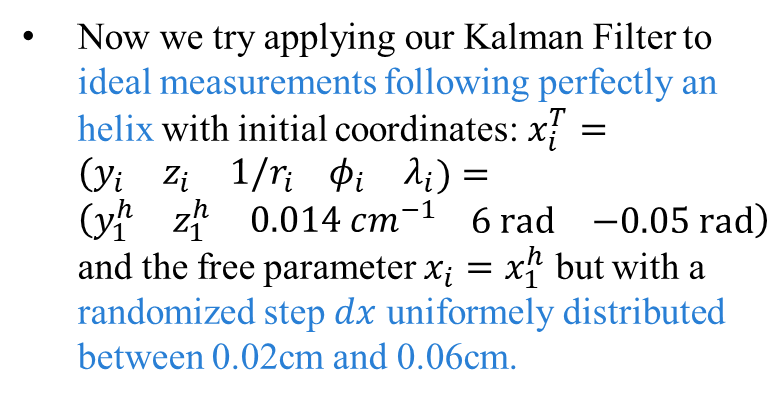 • Now we try applying our Kalman Filter to
ideal measurements following perfectly an
helix with initial coordinates: $x_i^T =$
$(y_i \quad z_i \quad 1/r_i \quad \phi_i \quad \lambda_i) =$
$(y_1^h \quad z_1^h \quad 0.014\ cm^{-1} \quad 6\ \text{rad} \quad -0.05\ \text{rad})$
and the free parameter $x_i = x_1^h$ but with a
randomized step $dx$ uniformely distributed
between 0.02cm and 0.06cm.